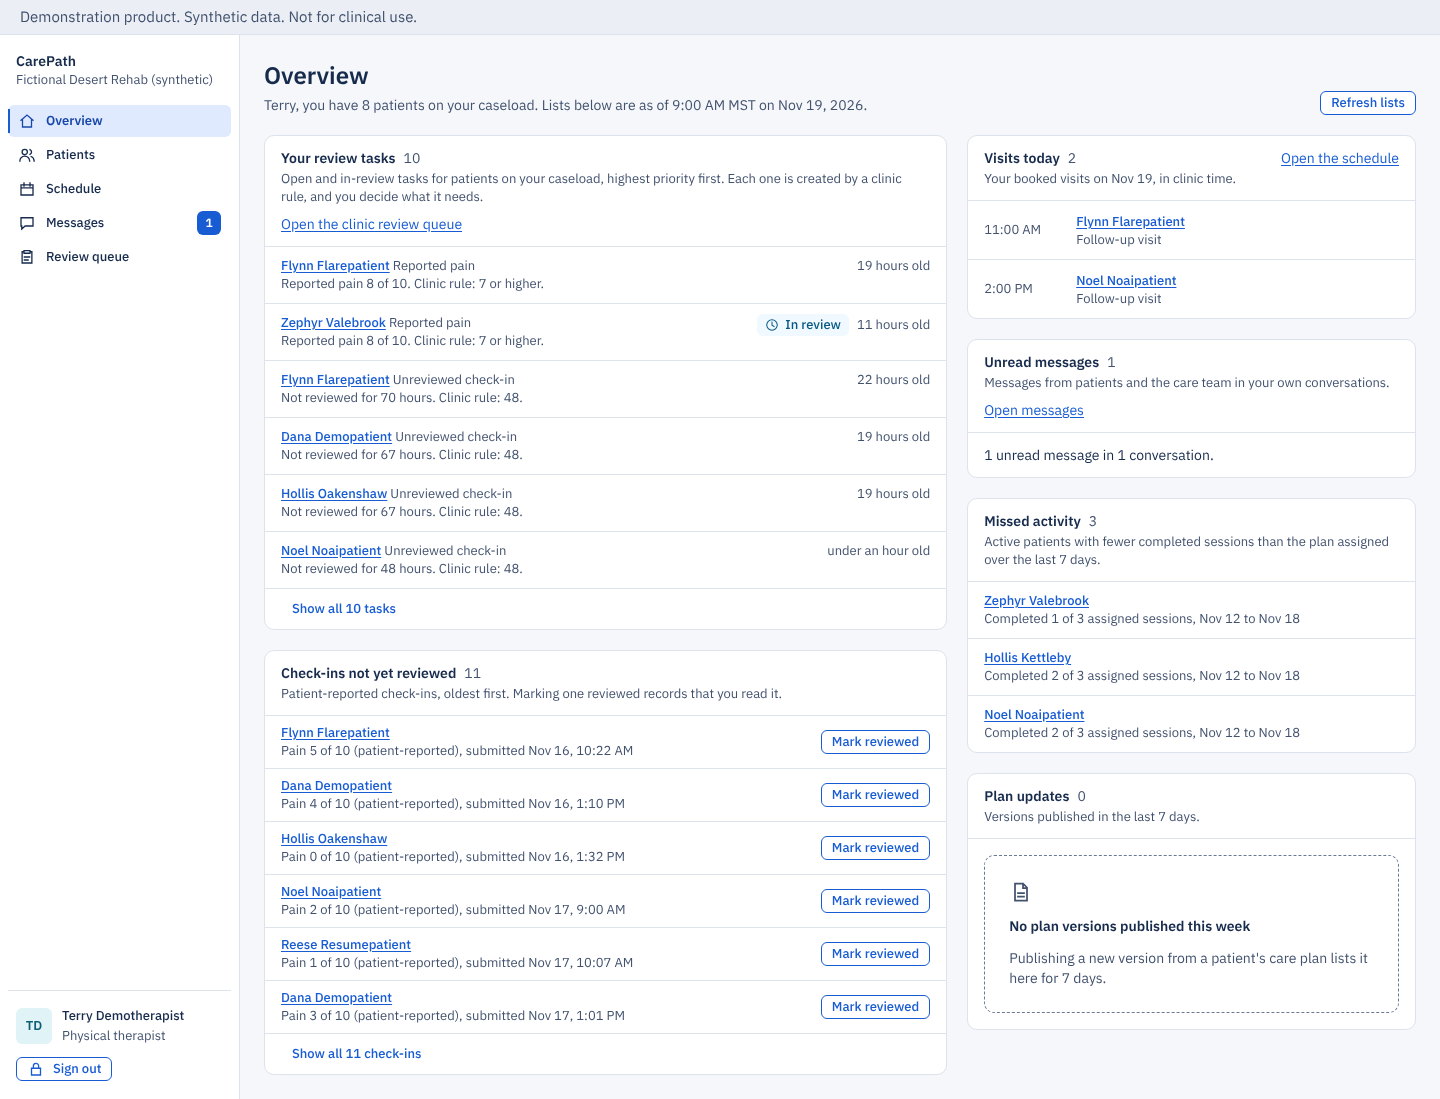 Demonstration product. Synthetic data. Not for clinical use.
CarePath
Fictional Desert Rehab (synthetic)
Overview
Patients
Schedule
Messages
1
Review queue
TD
Terry Demotherapist
Physical therapist
Sign out
Overview
Terry, you have 8 patients on your caseload. Lists below are as of 9:00 AM MST on Nov 19, 2026.
Refresh lists
Your review tasks 10
Open and in-review tasks for patients on your caseload, highest priority first. Each one is created by a clinic
rule, and you decide what it needs.
Open the clinic review queue
Flynn Flarepatient Reported pain
19 hours old
Reported pain 8 of 10. Clinic rule: 7 or higher.
Zephyr Valebrook Reported pain
In review
11 hours old
Reported pain 8 of 10. Clinic rule: 7 or higher.
Flynn Flarepatient Unreviewed check-in
22 hours old
Not reviewed for 70 hours. Clinic rule: 48.
Dana Demopatient Unreviewed check-in
19 hours old
Not reviewed for 67 hours. Clinic rule: 48.
Hollis Oakenshaw Unreviewed check-in
19 hours old
Not reviewed for 67 hours. Clinic rule: 48.
Noel Noaipatient Unreviewed check-in
under an hour old
Not reviewed for 48 hours. Clinic rule: 48.
Show all 10 tasks
Check-ins not yet reviewed 11
Patient-reported check-ins, oldest first. Marking one reviewed records that you read it.
Flynn Flarepatient
Pain 5 of 10 (patient-reported), submitted Nov 16, 10:22 AM
Mark reviewed
Dana Demopatient
Pain 4 of 10 (patient-reported), submitted Nov 16, 1:10 PM
Mark reviewed
Hollis Oakenshaw
Pain 0 of 10 (patient-reported), submitted Nov 16, 1:32 PM
Mark reviewed
Noel Noaipatient
Pain 2 of 10 (patient-reported), submitted Nov 17, 9:00 AM
Mark reviewed
Reese Resumepatient
Pain 1 of 10 (patient-reported), submitted Nov 17, 10:07 AM
Mark reviewed
Dana Demopatient
Pain 3 of 10 (patient-reported), submitted Nov 17, 1:01 PM
Mark reviewed
Show all 11 check-ins
Visits today 2
Open the schedule
Your booked visits on Nov 19, in clinic time.
11:00 AM
Flynn Flarepatient
Follow-up visit
2:00 PM
Noel Noaipatient
Follow-up visit
Unread messages 1
Messages from patients and the care team in your own conversations.
Open messages
1 unread message in 1 conversation.
Missed activity 3
Active patients with fewer completed sessions than the plan assigned
over the last 7 days.
Zephyr Valebrook
Completed 1 of 3 assigned sessions, Nov 12 to Nov 18
Hollis Kettleby
Completed 2 of 3 assigned sessions, Nov 12 to Nov 18
Noel Noaipatient
Completed 2 of 3 assigned sessions, Nov 12 to Nov 18
Plan updates 0
Versions published in the last 7 days.
No plan versions published this week
Publishing a new version from a patient's care plan lists it
here for 7 days.